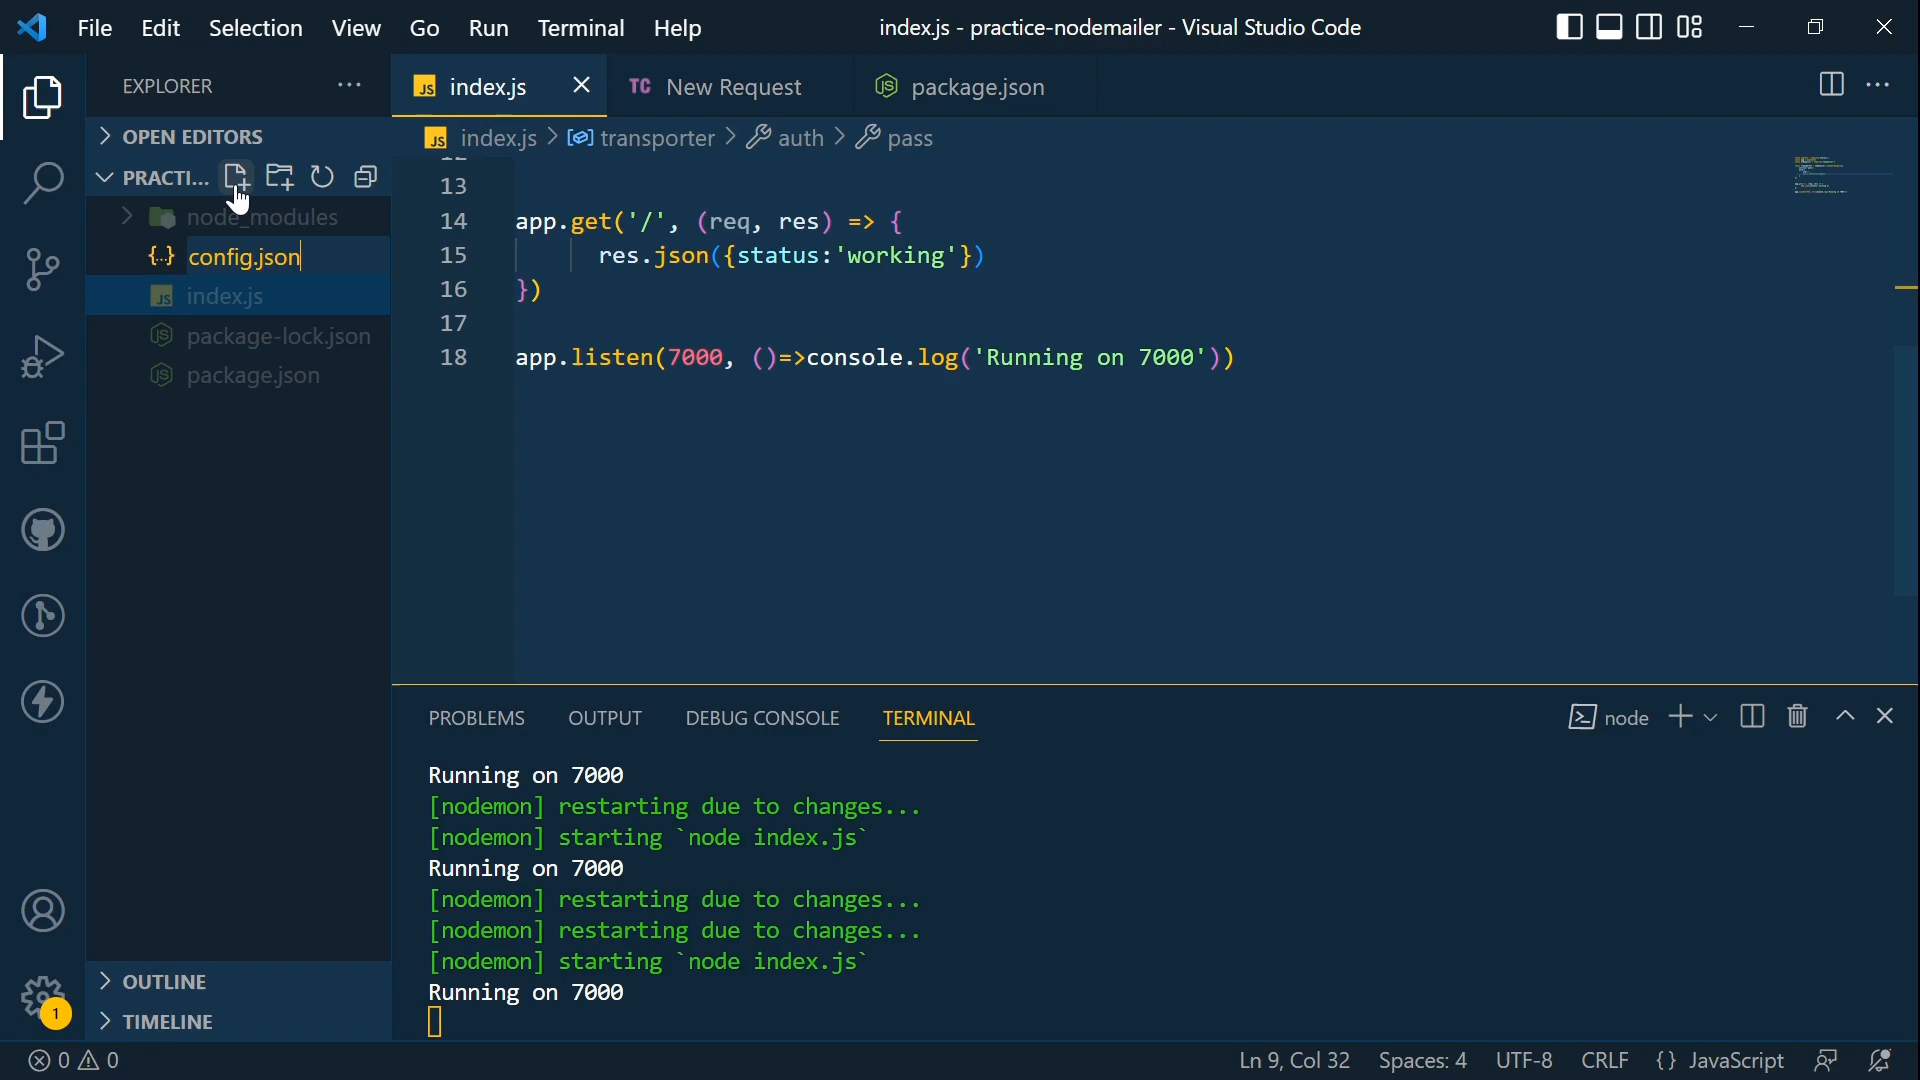 File Edit Selection View Go Run Terminal Help
index.js - practice-nodemailer - Visual Studio Code
EXPLORER
OPEN EDITORS
PRACTI...
node_modules
config.json
index.js
package-lock.json
package.json
OUTLINE
TIMELINE
1
JS index.js
TC New Request
package.json
JS index.js > transporter > auth > pass
13
14 app.get('/', (req, res) => {
15 res.json({status:'working'})
16 })
17
18 app.listen(7000, ()=>console.log('Running on 7000'))
PROBLEMS OUTPUT DEBUG CONSOLE TERMINAL
node
Running on 7000
[nodemon] restarting due to changes...
[nodemon] starting `node index.js`
Running on 7000
[nodemon] restarting due to changes...
[nodemon] restarting due to changes...
[nodemon] starting `node index.js`
Running on 7000
0 0
Ln 9, Col 32 Spaces: 4 UTF-8 CRLF {} JavaScript